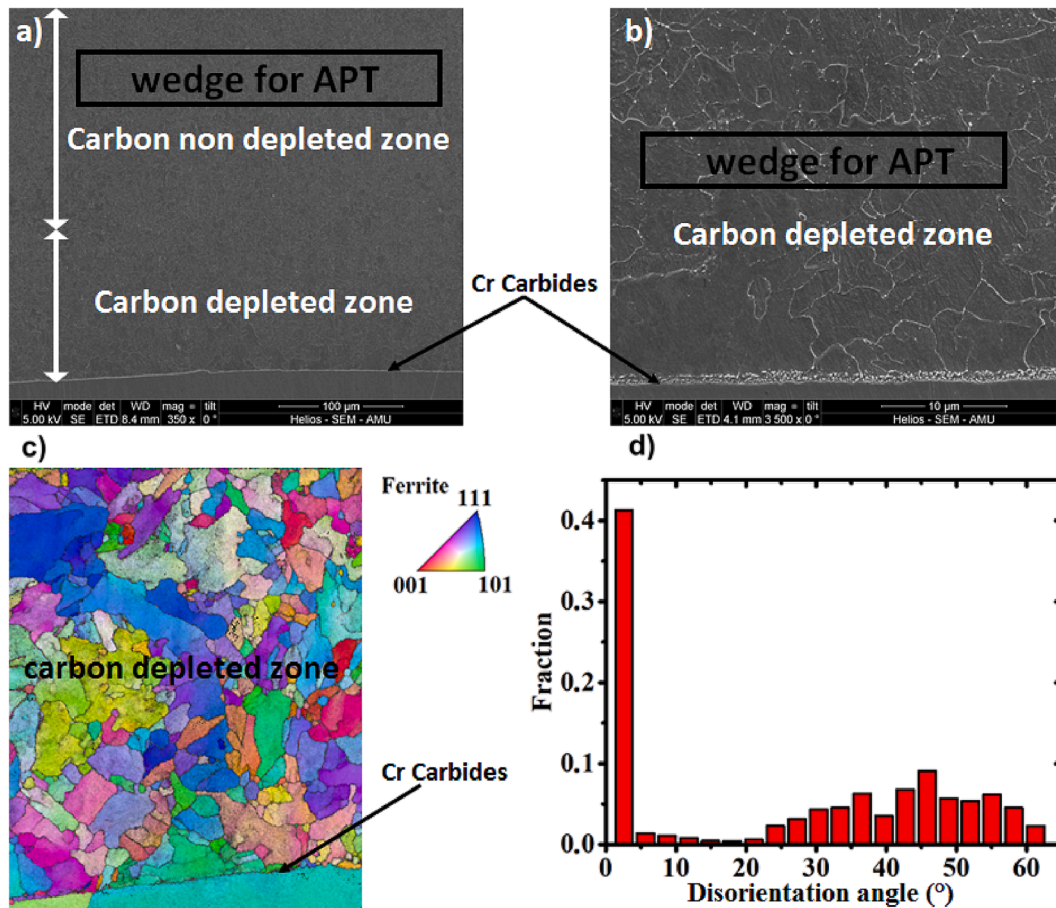 a)
wedge for APT
Carbon non depleted zone
Carbon depleted zone
HV mode det WD mag = tilt 100 µm
5.00 kV SE ETD 8.4 mm 350 x 0 ° Helios - SEM - AMU
b)
wedge for APT
Carbon depleted zone
Cr Carbides
HV mode det WD mag = tilt 10 µm
5.00 kV SE ETD 4.1 mm 3 500 x 0 ° Helios - SEM - AMU
c)
Ferrite
111
001
101
carbon depleted zone
Cr Carbides
d)
0.4
0.3
0.2
0.1
0.0
Fraction
0 10 20 30 40 50 60
Disorientation angle (°)